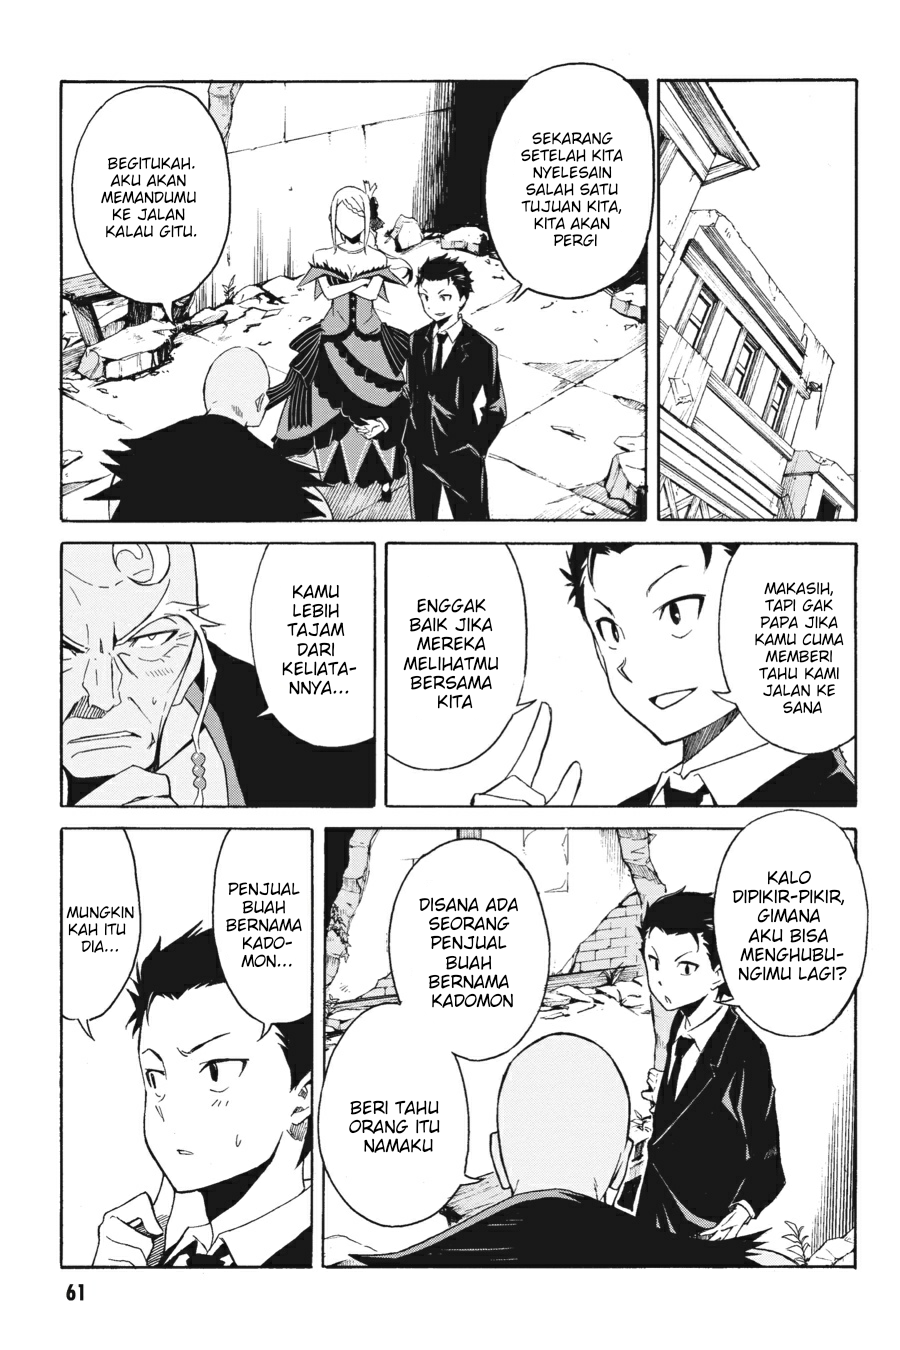 SEKARANG
SETELAH KITA
NYELESAIN
SALAH SATU
TUJUAN KITA,
KITA AKAN
PERGI
BEGITUKAH.
AKU AKAN
MEMANDUMU
KE JALAN
KALAU GITU.
MAKASIH,
TAPI GAK
PAPA JIKA
KAMU CUMA
MEMBERI
TAHU KAMI
JALAN KE
SANA
ENGGAK
BAIK JIKA
MEREKA
MELIHATMU
BERSAMA
KITA
KAMU
LEBIH
TAJAM
DARI
KELIATA-
NNYA...
KALO
DIPIKIR-PIKIR,
GIMANA
AKU BISA
MENGHUBU-
NGIMU LAGI?
DISANA ADA
SEORANG
PENJUAL
BUAH
BERNAMA
KADOMON
BERI TAHU
ORANG ITU
NAMAKU
PENJUAL
BUAH
BERNAMA
KADO-
MON...
MUNGKIN
KAH ITU
DIA...
61